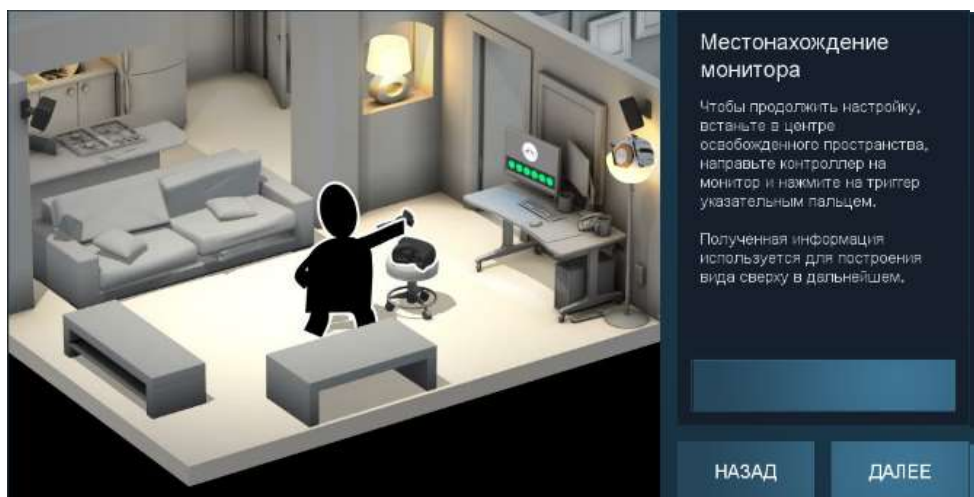 Местонахождение
монитора
Чтобы продолжить настройку,
встаньте в центре
освобожденного пространства,
направьте контроллер на
монитор и нажмите на триггер
указательным пальцем.
Полученная информация
используется для построения
вида сверху в дальнейшем.
НАЗАД
ДАЛЕЕ